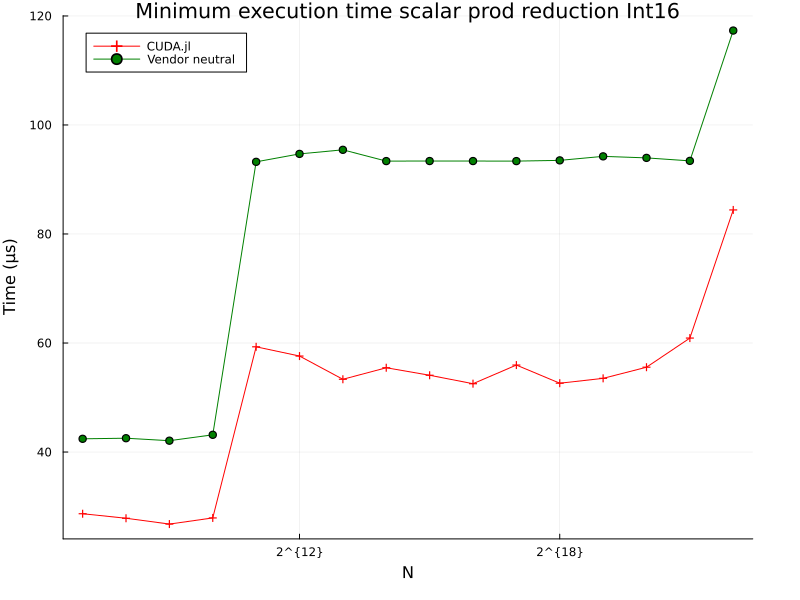 Minimum execution time scalar prod reduction Int16
CUDA.jl
Vendor neutral
120
100
80
60
40
Time (µs)
2^{12}
2^{18}
N